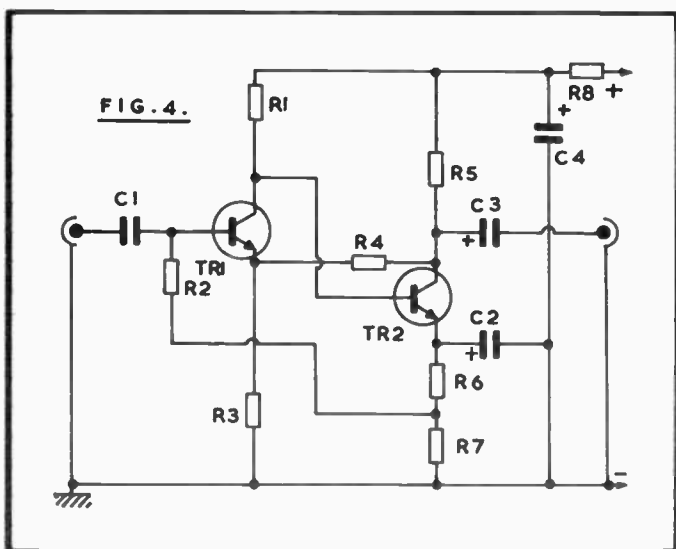 FIG.4.
R1
R8
+
+
C4
R5
C1
C3
+
R4
TR1
R2
TR2
C2
+
R6
R3
R7
-